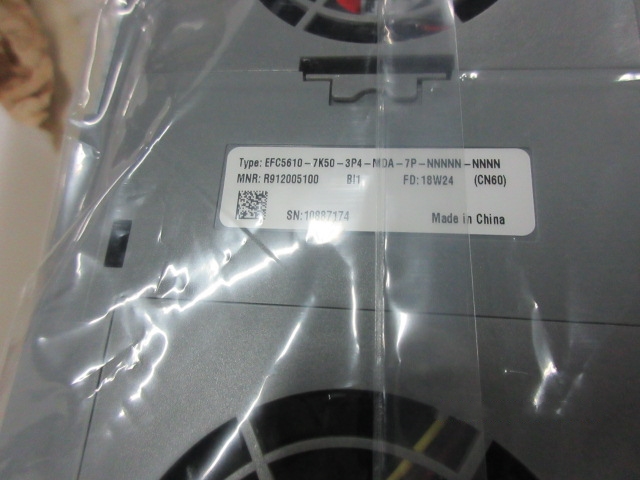 Type: EFC5610-7K50-3P4-MDA-7P-NNNNN-NNNN
MNR: R912005100 BI1 FD: 18W24 (CN60)
SN: 10887174 Made in China